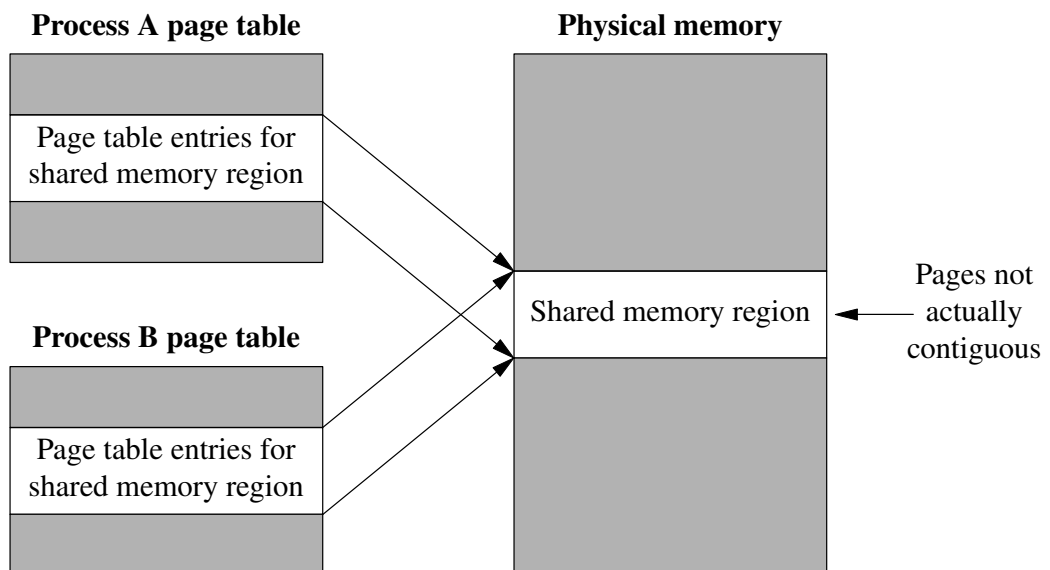 Process A page table
Page table entries for
shared memory region
Process B page table
Page table entries for
shared memory region
Physical memory
Shared memory region
Pages not
actually
contiguous